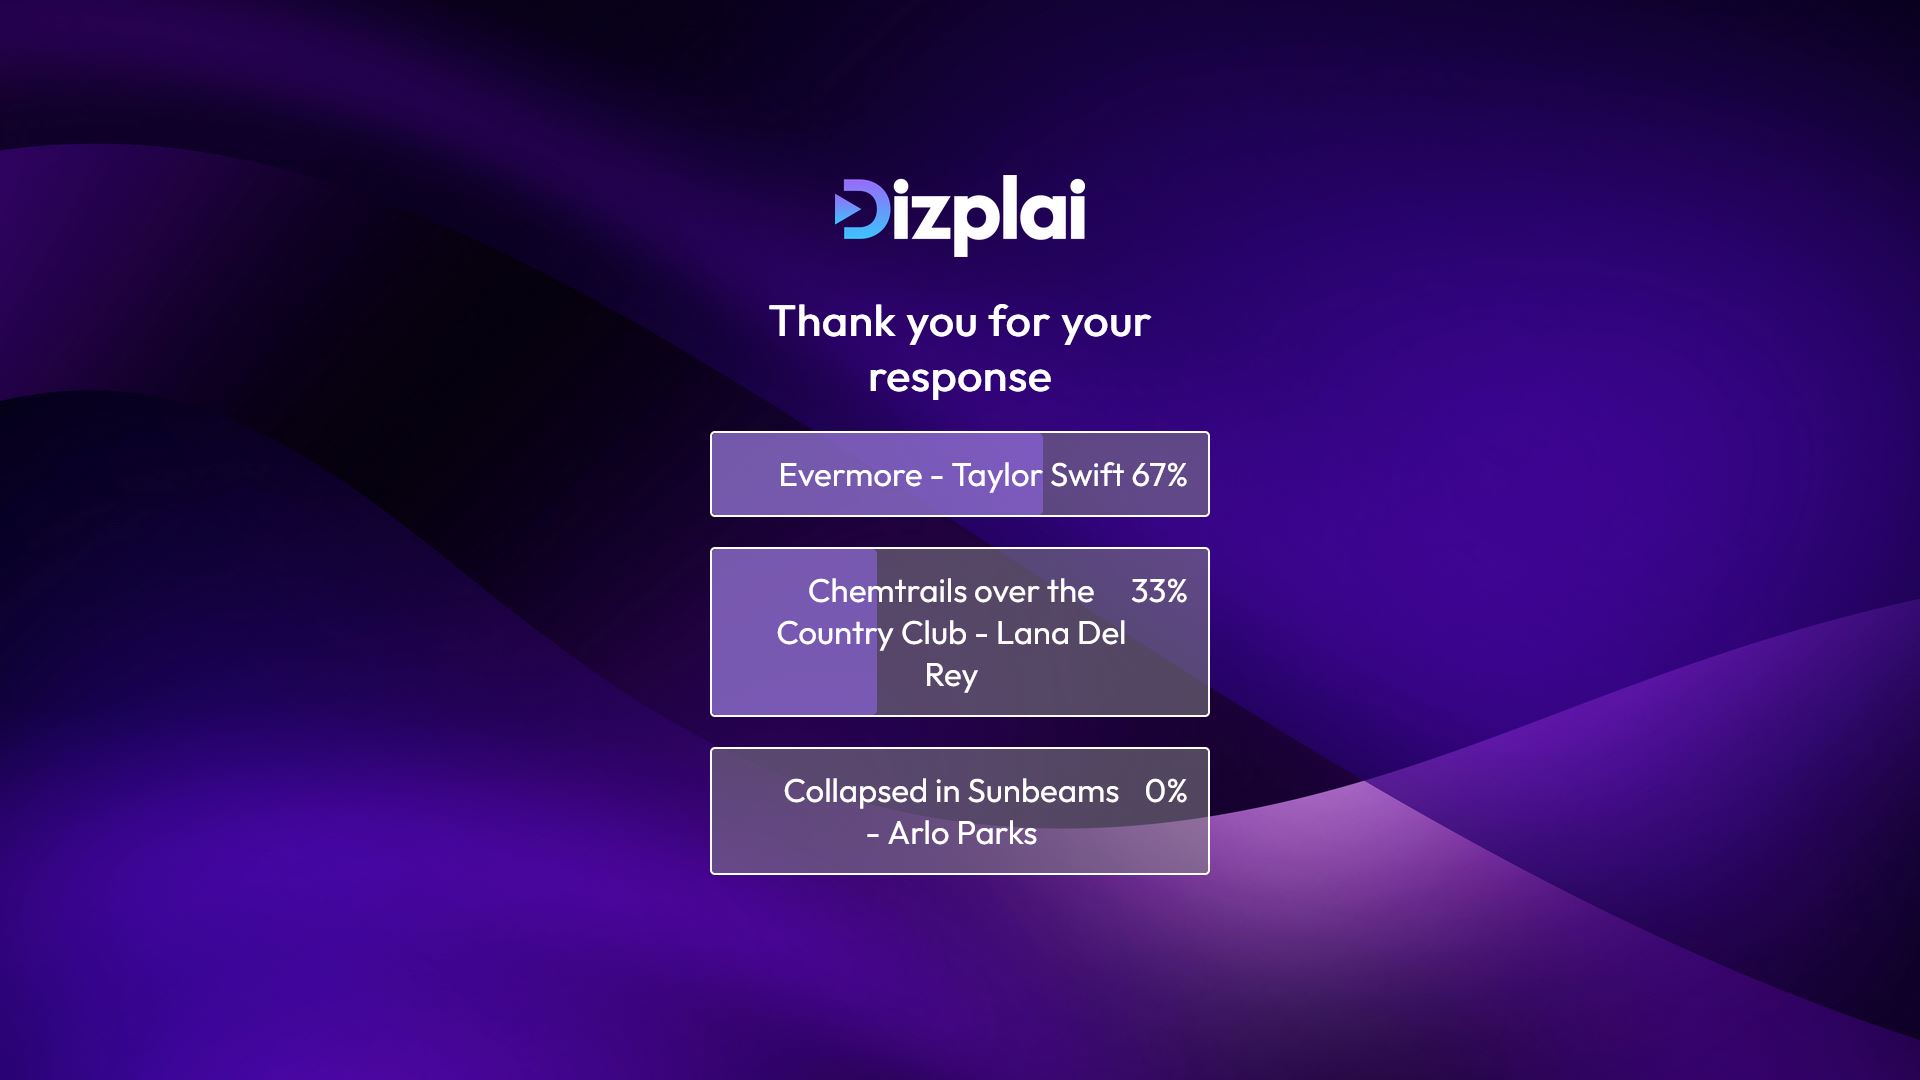 Dizplai
Thank you for your
response
Evermore - Taylor Swift 67%
Chemtrails over the 33%
Country Club - Lana Del
Rey
Collapsed in Sunbeams 0%
- Arlo Parks